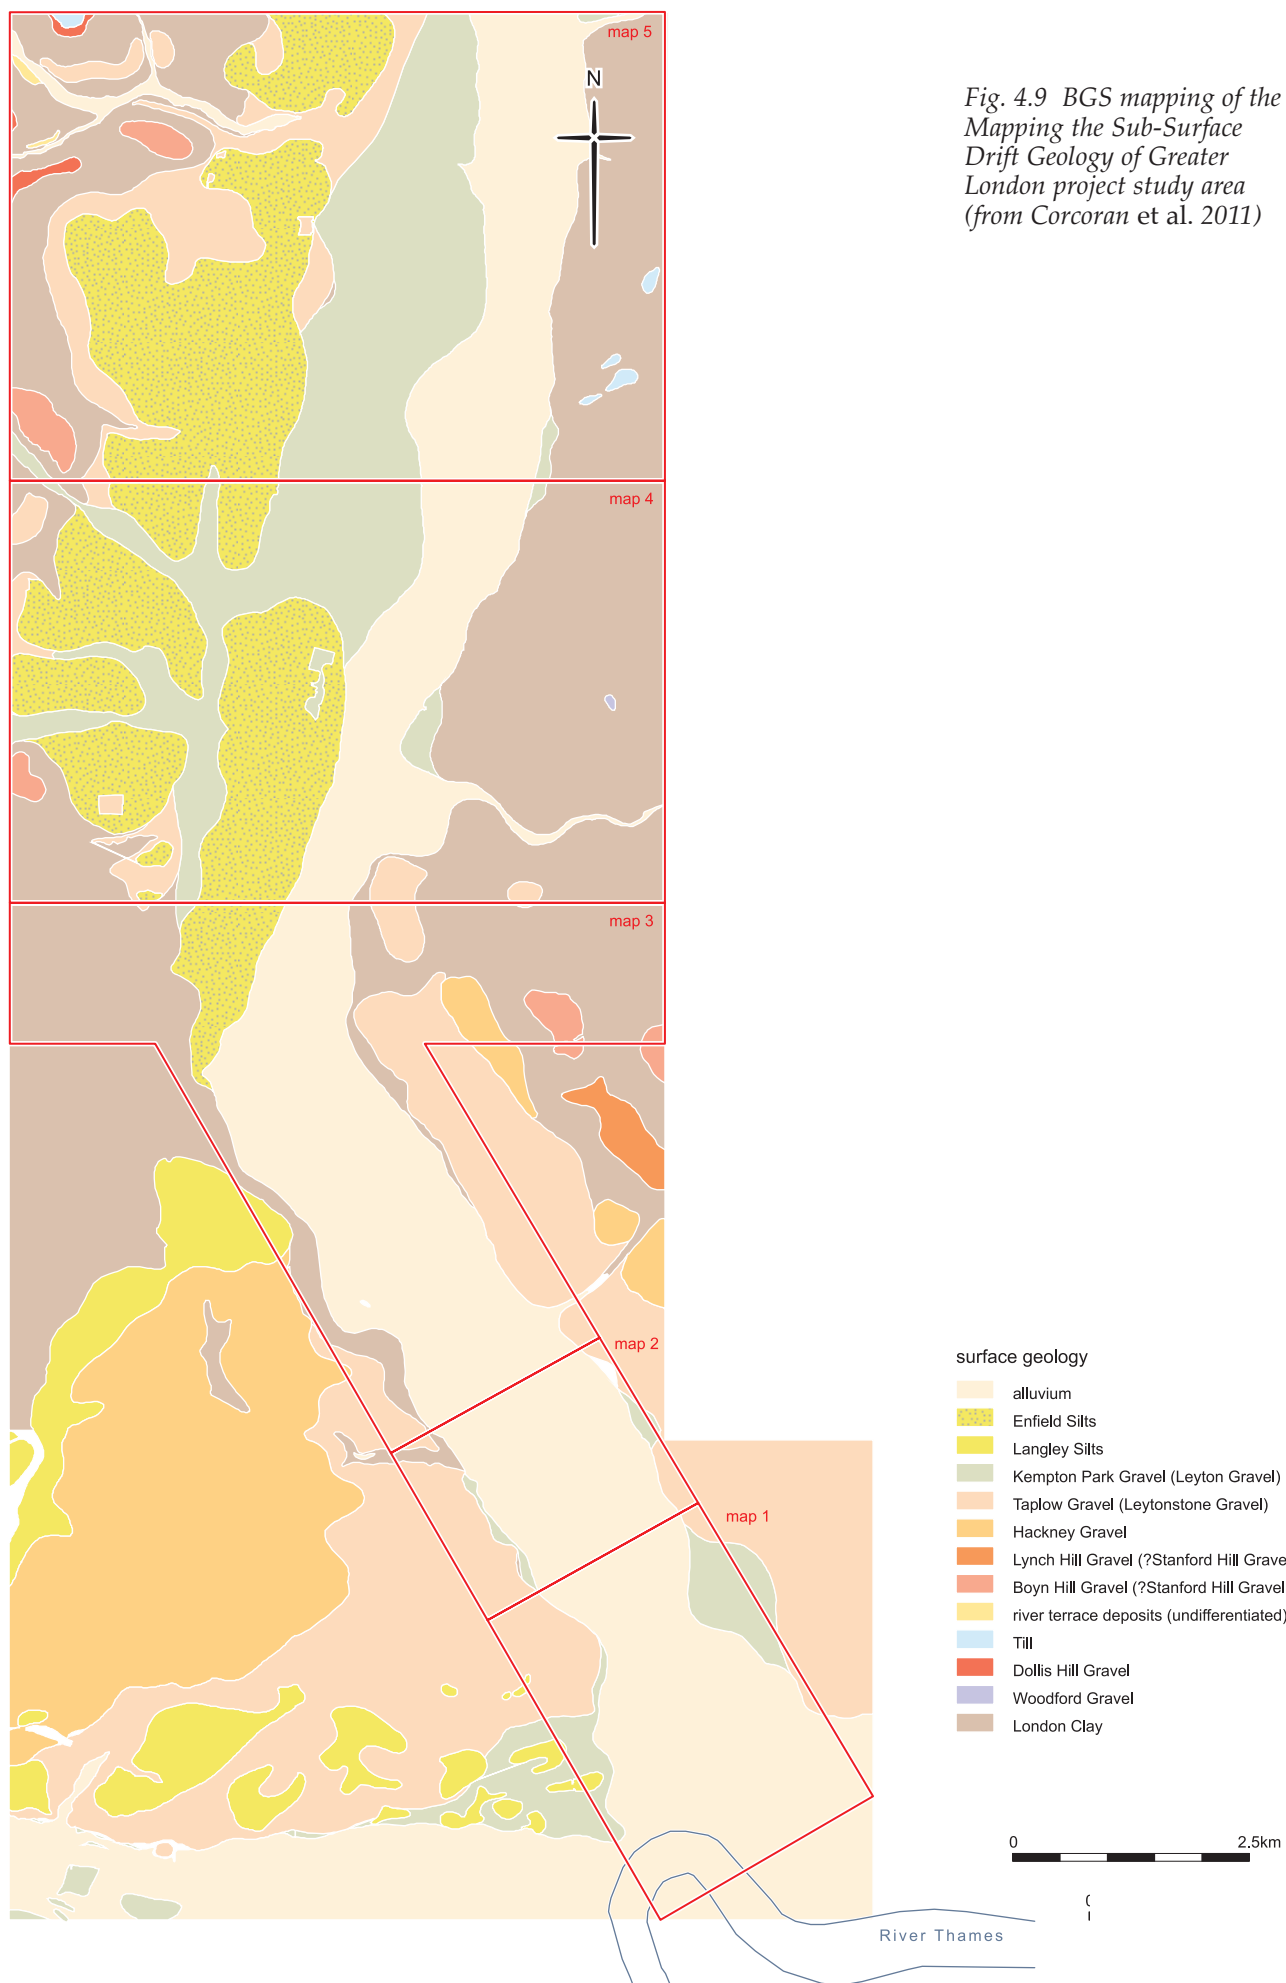 map 5
N
Fig. 4.9 BGS mapping of the
Mapping the Sub-Surface
Drift Geology of Greater
London project study area
(from Corcoran et al. 2011)
map 4
map 3
map 2
map 1
surface geology
alluvium
Enfield Silts
Langley Silts
Kempton Park Gravel (Leyton Gravel)
Taplow Gravel (Leytonstone Gravel)
Hackney Gravel
Lynch Hill Gravel (?Stanford Hill Grave
Boyn Hill Gravel (?Stanford Hill Gravel
river terrace deposits (undifferentiated)
Till
Dollis Hill Gravel
Woodford Gravel
London Clay
0 2.5km
River Thames